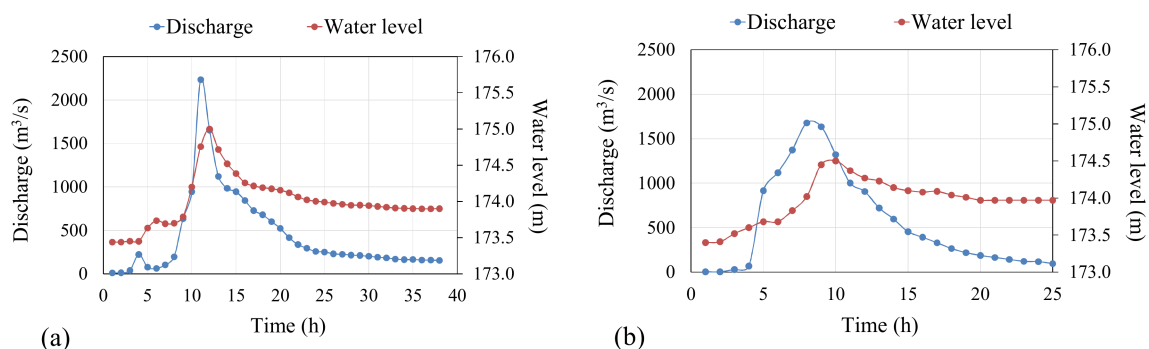 Discharge Water level
2500
2000
1500
1000
500
0
Discharge (m³/s)
176.0
175.5
175.0
174.5
174.0
173.5
173.0
Water level (m)
0 5 10 15 20 25 30 35 40
Time (h)
(a)
Discharge Water level
2500
2000
1500
1000
500
0
Discharge (m³/s)
176.0
175.5
175.0
174.5
174.0
173.5
173.0
Water level (m)
0 5 10 15 20 25
Time (h)
(b)